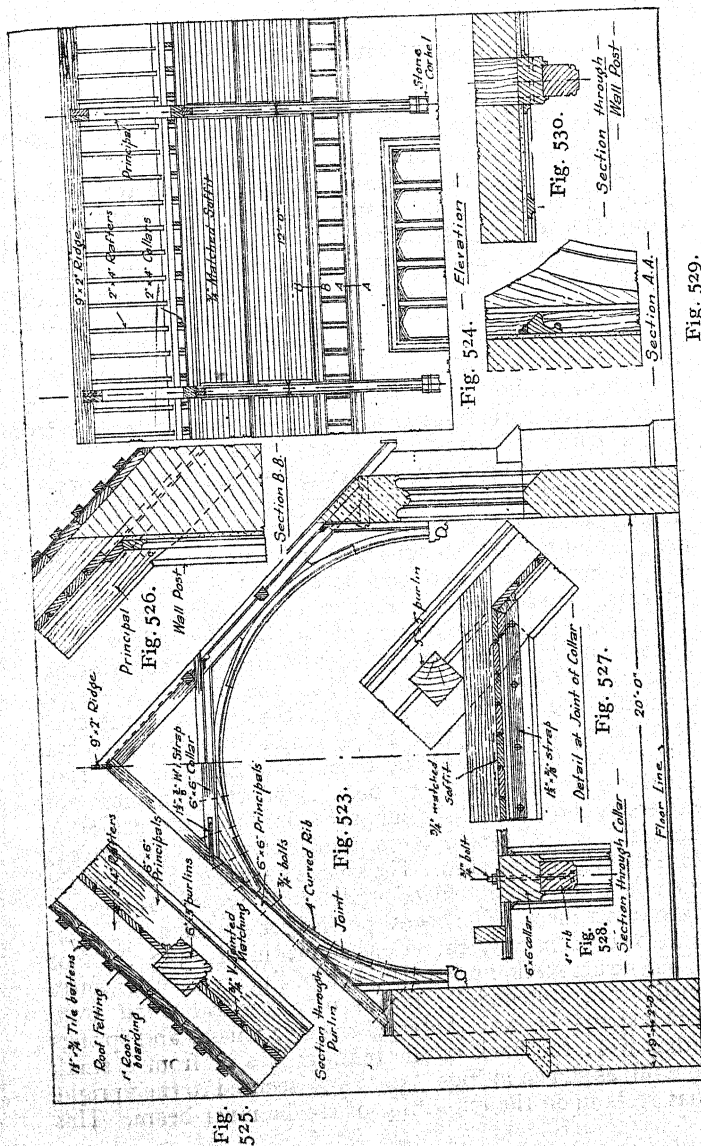 9"×2" Ridge
2"×4" Rafters
2"×4" Collars
Principal
¾" Matched Soffit
12'-0"
B
B
A
A
Stone
Corbel
Fig. 524. — Elevation —
Fig. 530.
— Section through —
— Wall Post —
— Section A.A. —
Fig. 529.
Principal
Fig. 526.
Wall Post
— Section B.B. —
9"×2" Ridge
6"×6" Collar
6"×6" Principals
¾" bolts
4" Curved Rib
Joint
Fig. 523.
Fig.
525.
Tile battens
Roof Felting
1" Roof
boarding
Rafters
6"×6"
Principals
purlins
¾" V jointed
Matching
Section through
Purlin
purlin
¾" matched
soffit
strap
— Detail at Joint of Collar —
Fig. 527.
¾" bolt
6"×6" collar
4" rib
Fig.
528.
— Section through Collar —
20'-0"
Floor Line
1'-9"
2'-0"